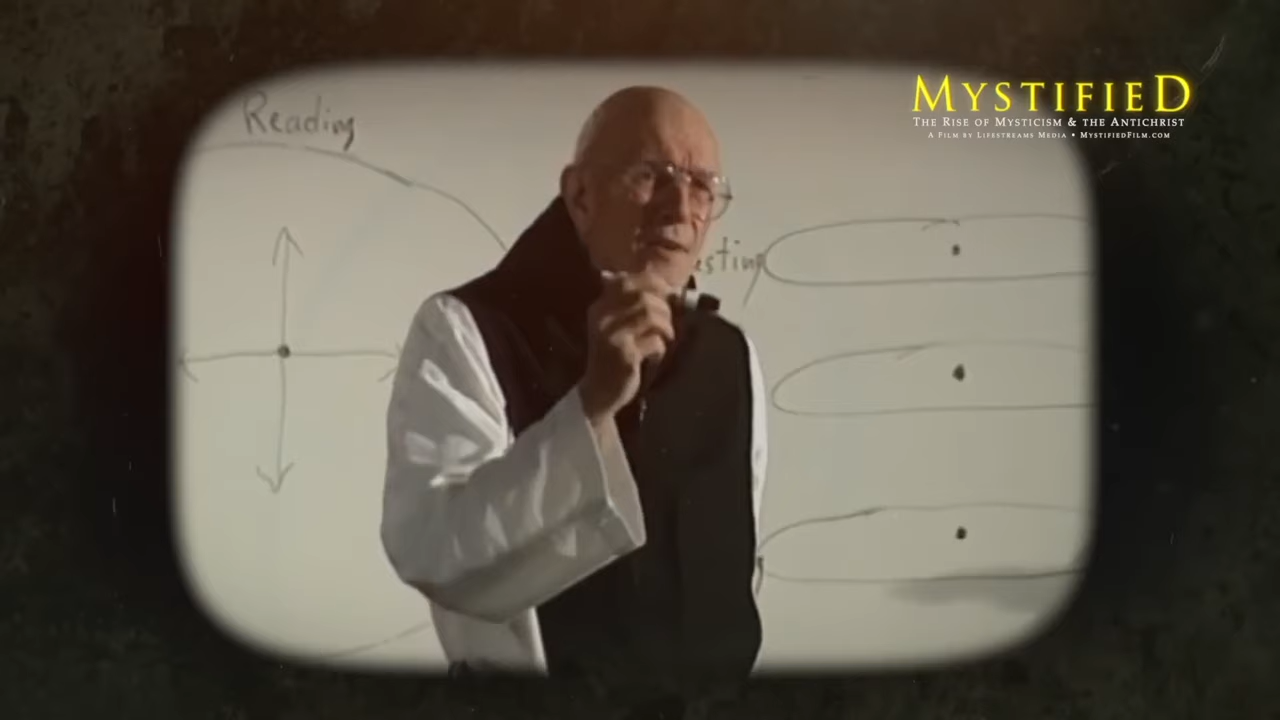 Reading
MYSTIFIED
THE RISE OF MYSTICISM & THE ANTICHRIST
A FILM BY LIFESTREAMS MEDIA • MYSTIFIEDFILM.COM